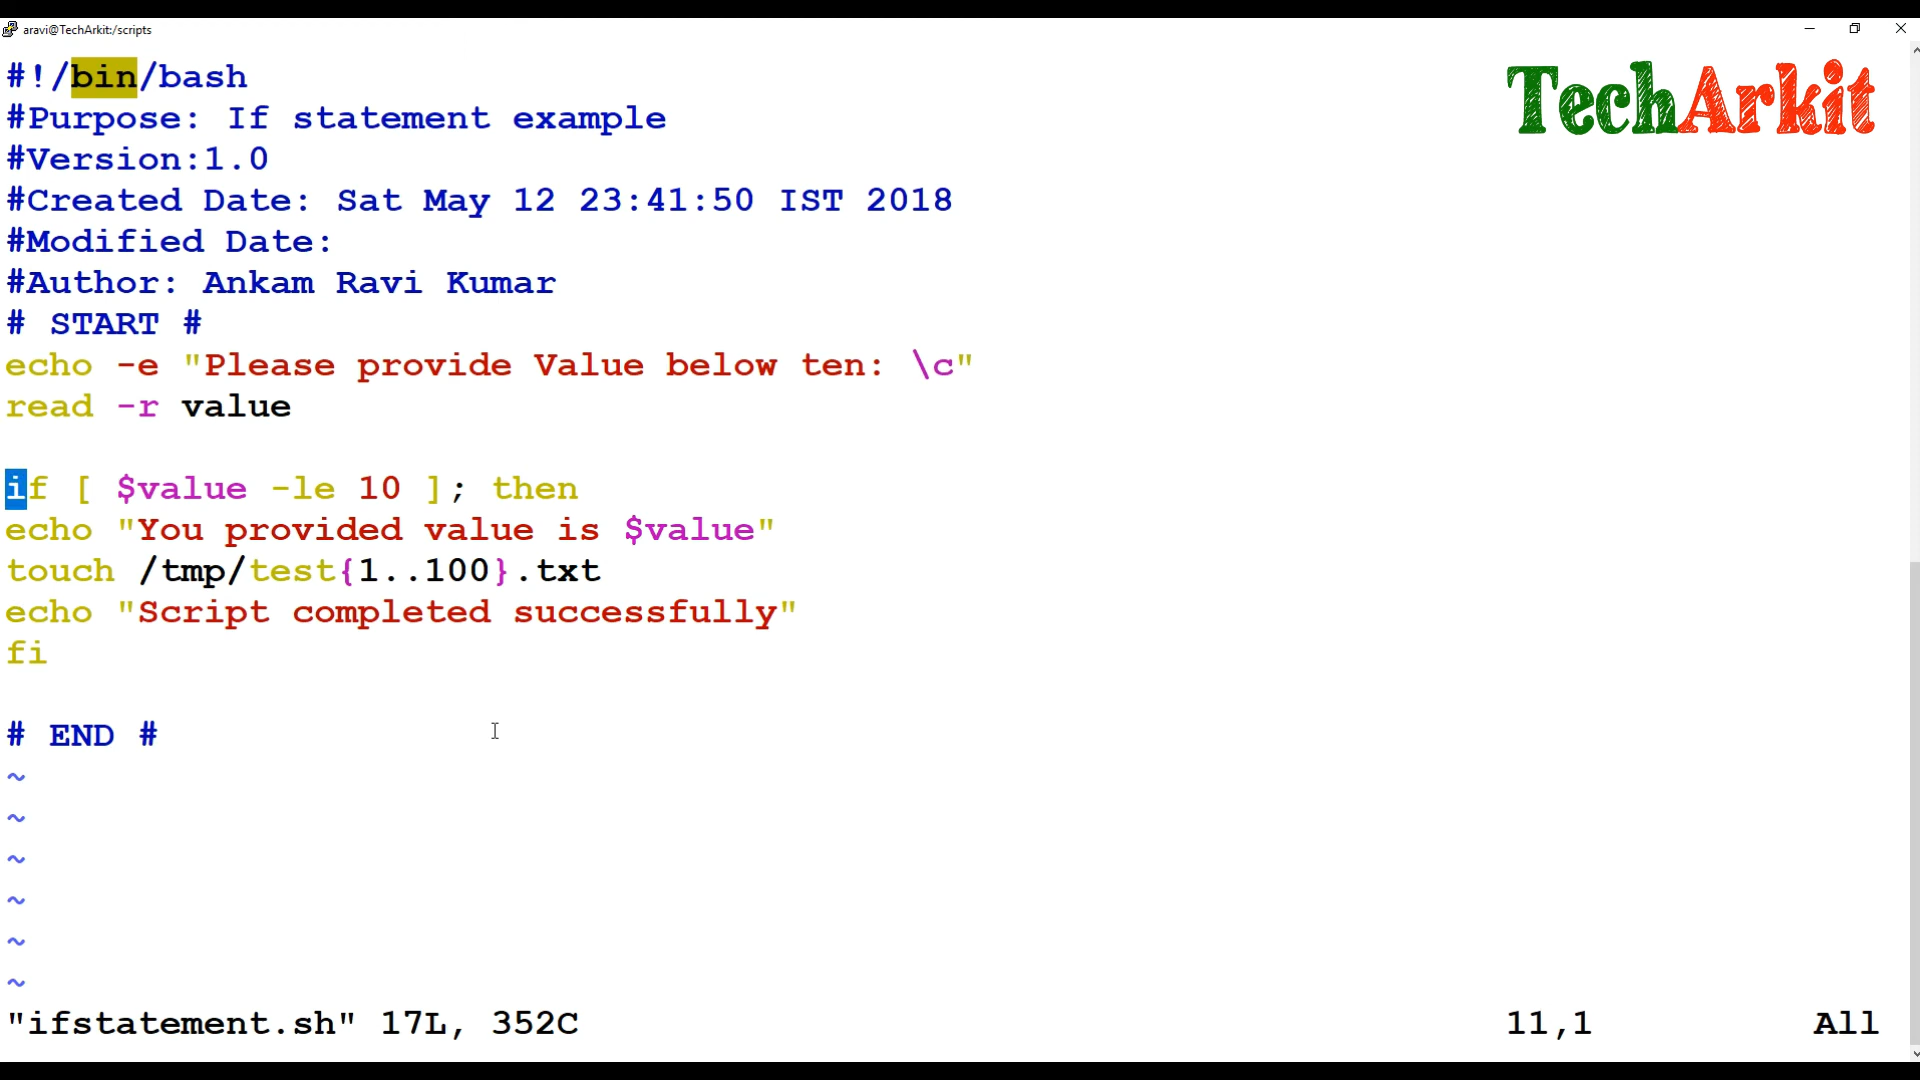 aravi@TechArkit:/scripts
TechArkit
#!/bin/bash
#Purpose: If statement example
#Version:1.0
#Created Date: Sat May 12 23:41:50 IST 2018
#Modified Date:
#Author: Ankam Ravi Kumar
# START #
echo -e "Please provide Value below ten: \c"
read -r value
if [ $value -le 10 ]; then
echo "You provided value is $value"
touch /tmp/test{1..100}.txt
echo "Script completed successfully"
fi
# END #
~
~
~
~
~
~
"ifstatement.sh" 17L, 352C 11,1 All